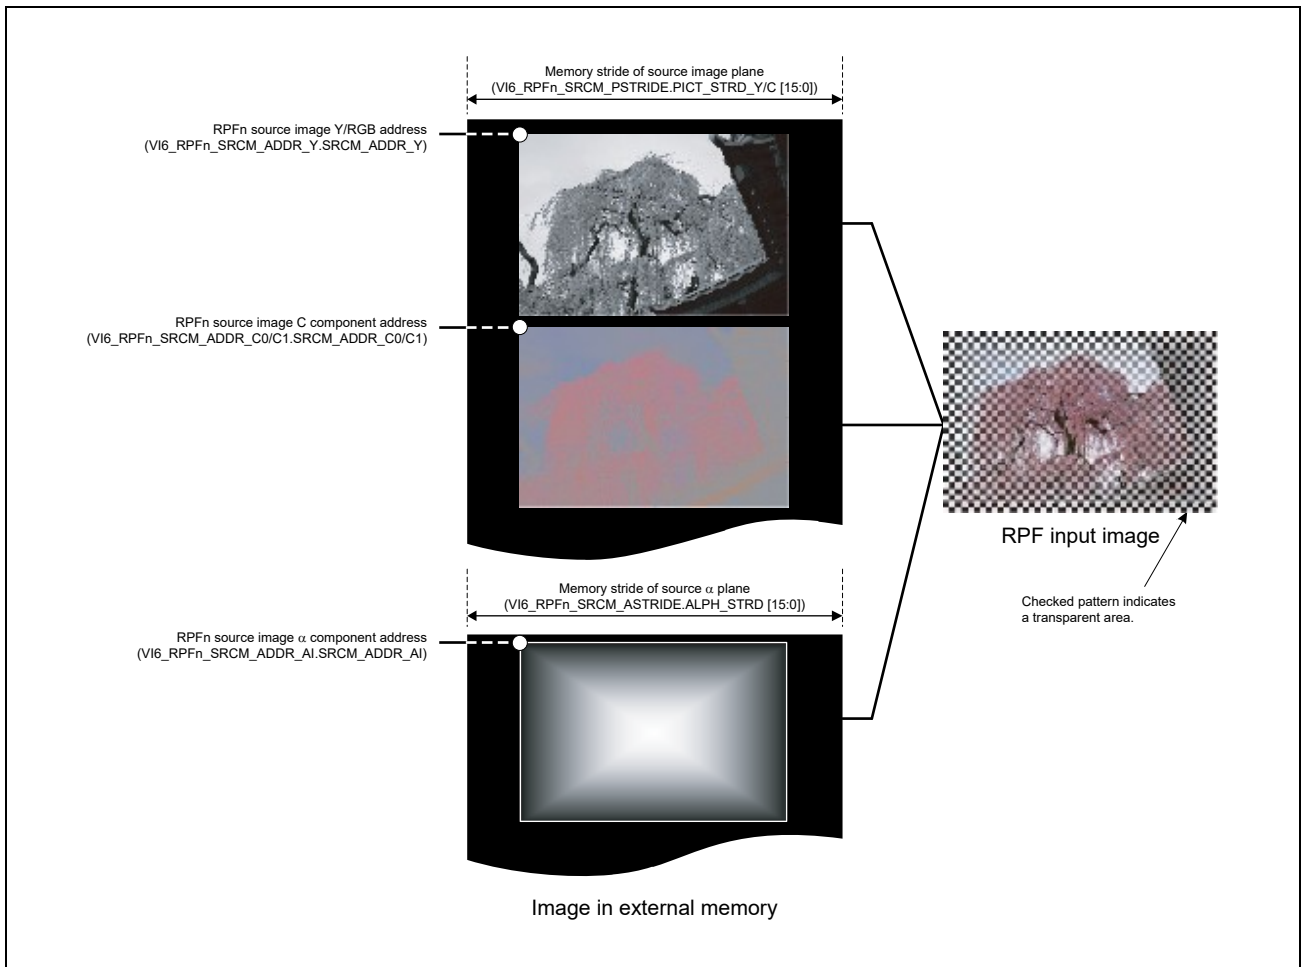 Memory stride of source image plane
(VI6_RPFn_SRCM_PSTRIDE.PICT_STRD_Y/C [15:0])
RPFn source image Y/RGB address
(VI6_RPFn_SRCM_ADDR_Y.SRCM_ADDR_Y)
RPFn source image C component address
(VI6_RPFn_SRCM_ADDR_C0/C1.SRCM_ADDR_C0/C1)
RPF input image
Checked pattern indicates
a transparent area.
Memory stride of source α plane
(VI6_RPFn_SRCM_ASTRIDE.ALPH_STRD [15:0])
RPFn source image α component address
(VI6_RPFn_SRCM_ADDR_AI.SRCM_ADDR_AI)
Image in external memory